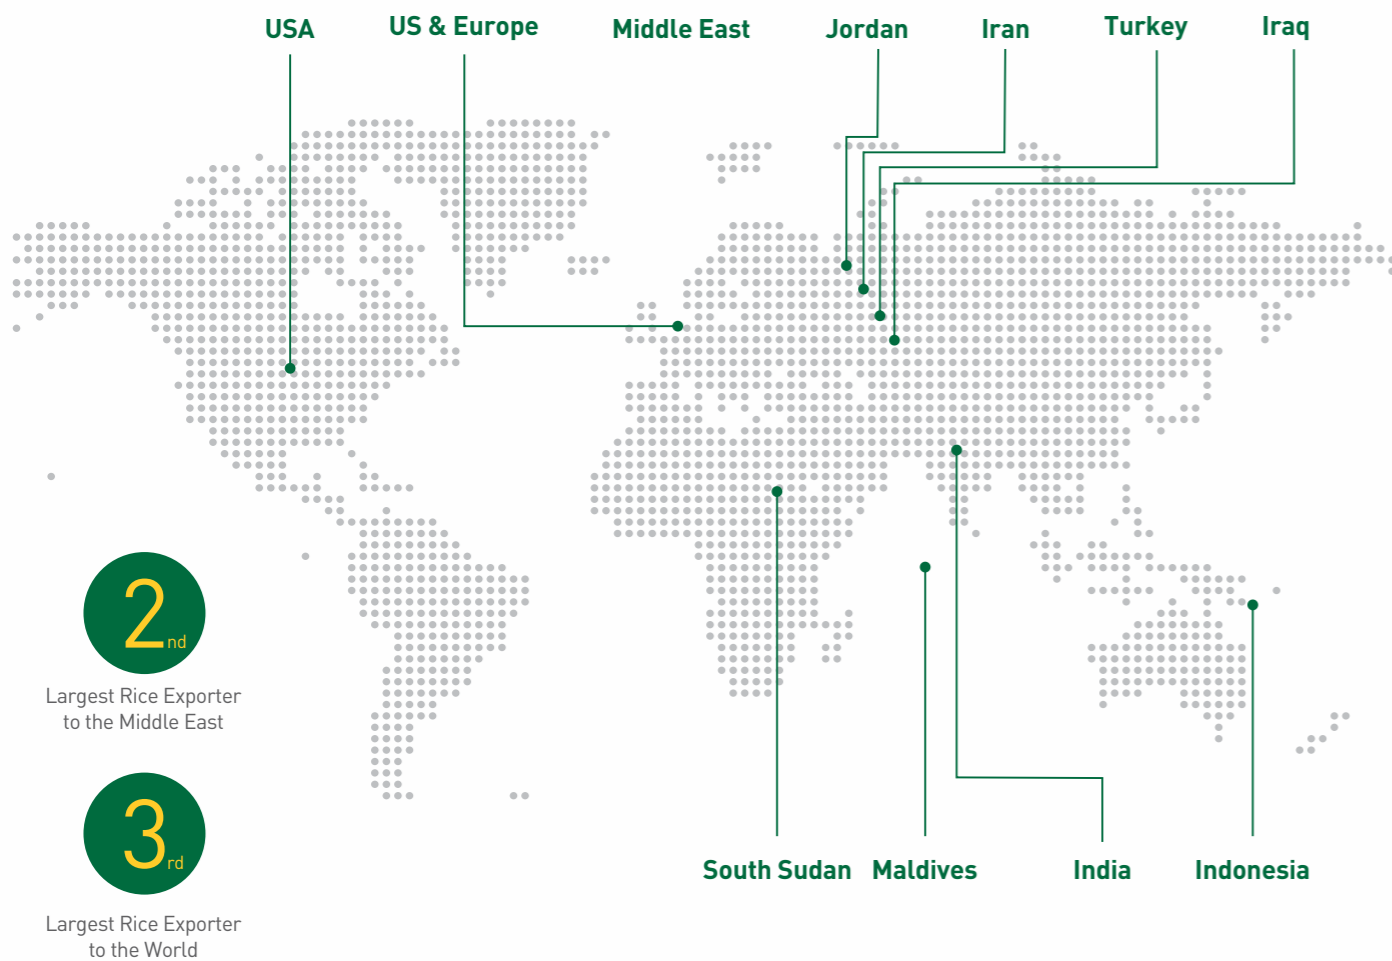 USA
US & Europe
Middle East
Jordan
Iran
Turkey
Iraq
2nd
Largest Rice Exporter
to the Middle East
3rd
Largest Rice Exporter
to the World
South Sudan
Maldives
India
Indonesia